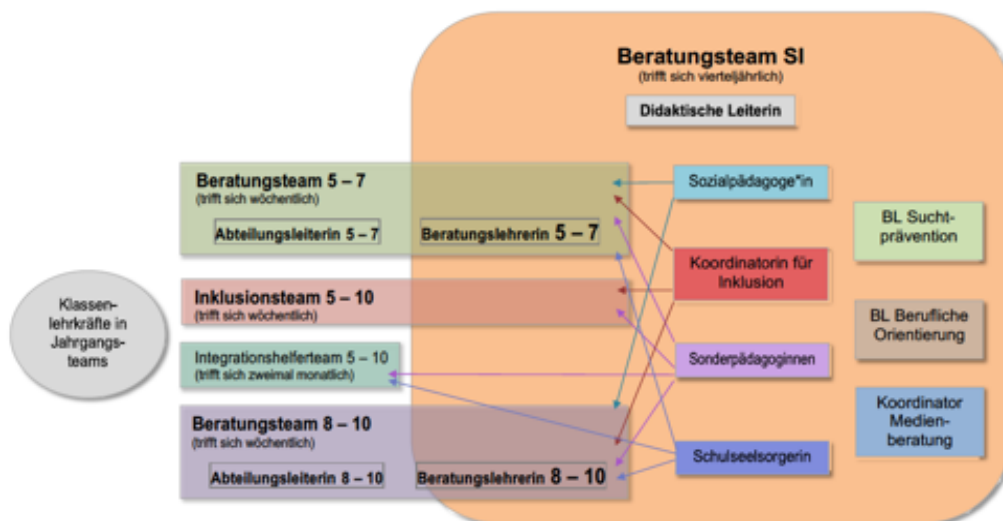 Beratungsteam SI
(trifft sich vierteljährlich)
Didaktische Leiterin
Beratungsteam 5 – 7
(trifft sich wöchentlich)
Abteilungsleiterin 5 – 7
Beratungslehrerin 5 – 7
Inklusionsteam 5 – 10
(trifft sich wöchentlich)
Integrationshelferteam 5 – 10
(trifft sich zweimal monatlich)
Beratungsteam 8 – 10
(trifft sich wöchentlich)
Abteilungsleiterin 8 – 10
Beratungslehrerin 8 – 10
Klassen-
lehrkräfte in
Jahrgangs-
teams
Sozialpädagoge*in
Koordinatorin für
Inklusion
Sonderpädagoginnen
Schulseelsorgerin
BL Sucht-
prävention
BL Berufliche
Orientierung
Koordinator
Medien-
beratung